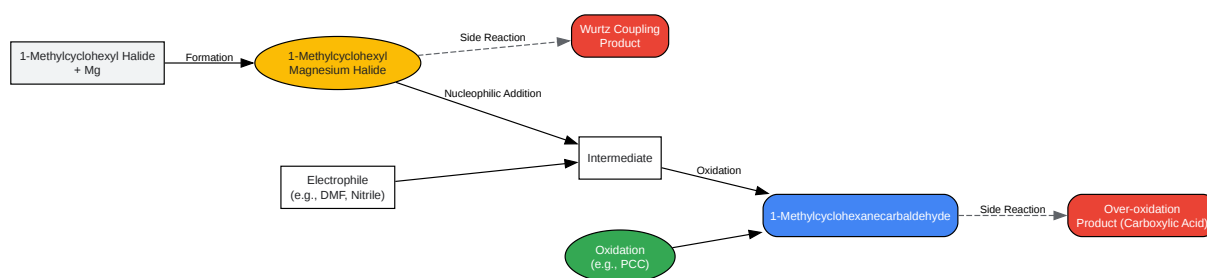 Wurtz Coupling
Product
Side Reaction
1-Methylcyclohexyl Halide
+ Mg
Formation
1-Methylcyclohexyl
Magnesium Halide
Nucleophilic Addition
Intermediate
Electrophile
(e.g., DMF, Nitrile)
Oxidation
1-Methylcyclohexanecarbaldehyde
Side Reaction
Over-oxidation
Product (Carboxylic Acid)
Oxidation
(e.g., PCC)